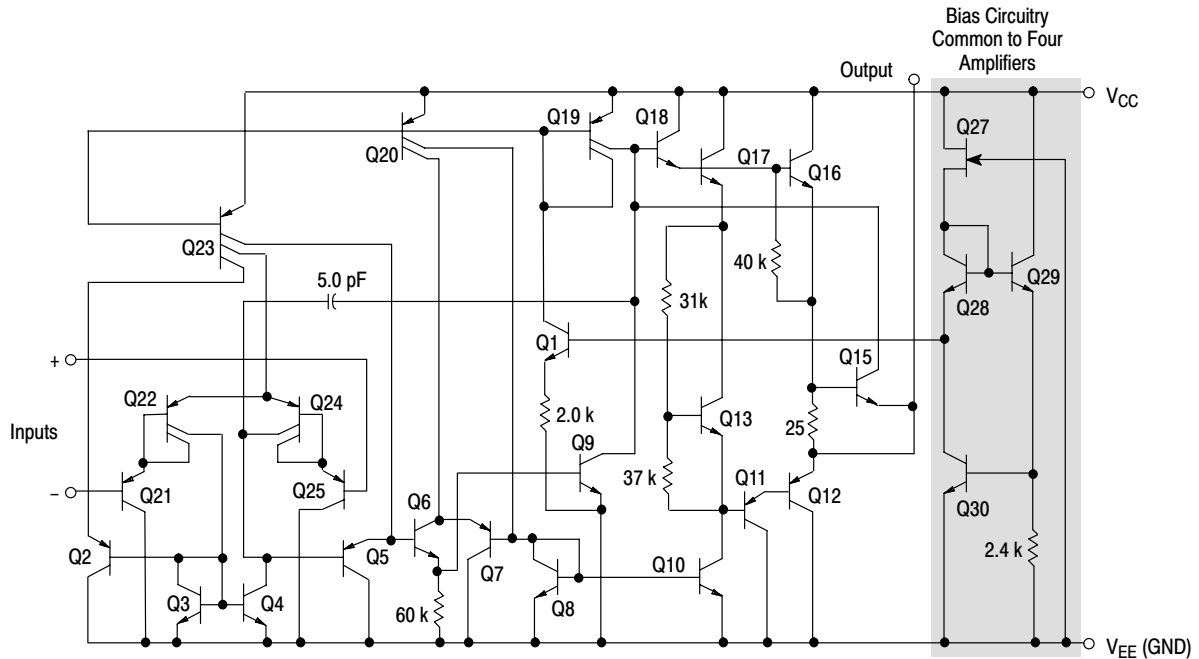 Bias Circuitry
Common to Four
Amplifiers
Output
VCC
Q19
Q18
Q27
Q20
Q17
Q16
Q23
5.0 pF
40 k
31k
Q28
Q29
Q1
+
Q15
Q22
Q24
2.0 k
Q13
25
Inputs
Q9
37 k
Q11
−
Q21
Q25
Q12
Q6
Q30
Q2
Q5
Q7
Q10
2.4 k
Q3
Q4
60 k
Q8
VEE (GND)